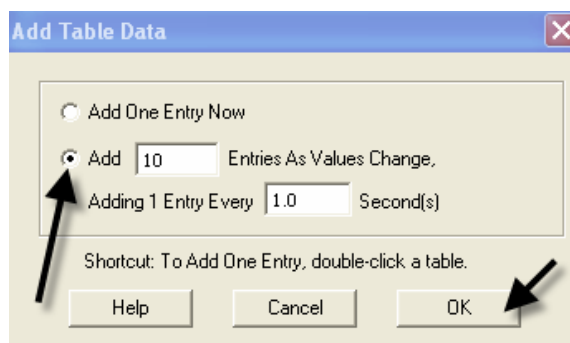 Add Table Data
Add One Entry Now
Add 10 Entries As Values Change,
Adding 1 Entry Every 1.0 Second(s)
Shortcut: To Add One Entry, double-click a table.
Help Cancel OK